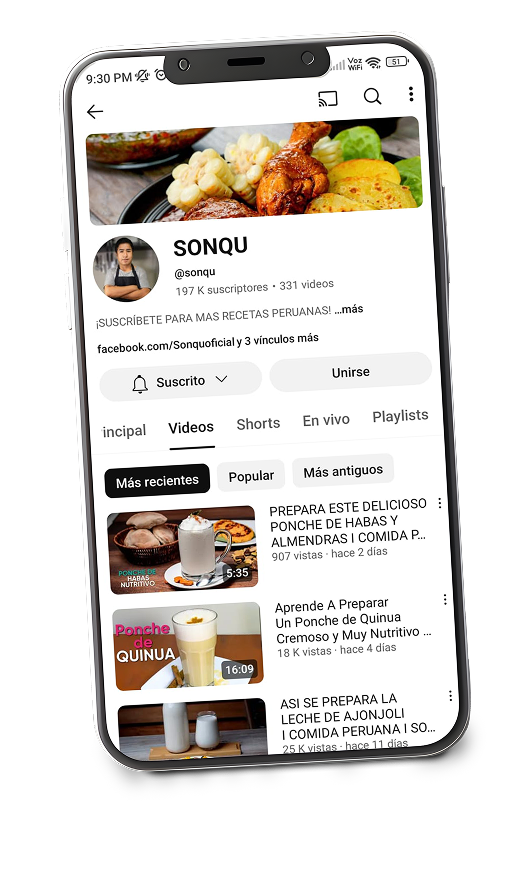 9:30 PM
Voz
WiFi
51
SONQU
@sonqu
197 K suscriptores • 331 videos
¡SUSCRÍBETE PARA MAS RECETAS PERUANAS! ...más
facebook.com/Sonquoficial y 3 vínculos más
Suscrito
Unirse
incipal
Videos
Shorts
En vivo
Playlists
Más recientes
Popular
Más antiguos
PREPARA ESTE DELICIOSO
PONCHE DE HABAS Y
ALMENDRAS I COMIDA P...
907 vistas · hace 2 días
PONCHE DE
HABAS
NUTRITIVO
5:35
Aprende A Preparar
Un Ponche de Quinua
Cremoso y Muy Nutritivo ...
18 K vistas · hace 4 días
Ponche
de
QUINUA
16:09
ASI SE PREPARA LA
LECHE DE AJONJOLI
I COMIDA PERUANA I SO...
25 K vistas · hace 11 días